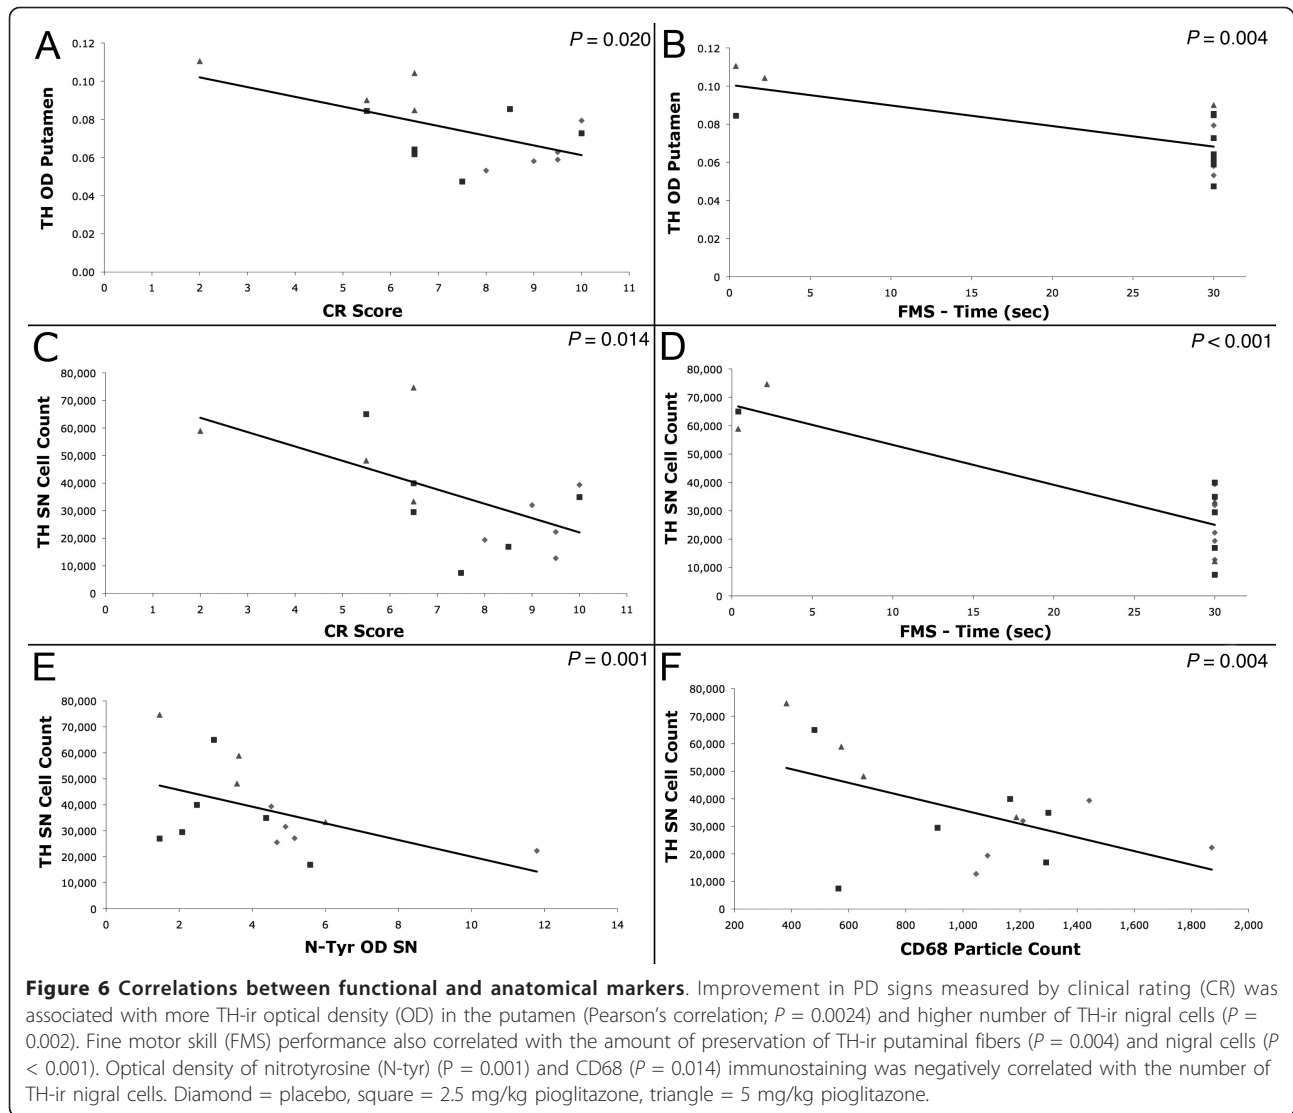 A
P = 0.020
0.12
0.10
0.08
0.06
0.04
0.02
0.00
TH OD Putamen
0 1 2 3 4 5 6 7 8 9 10 11
CR Score
B
P = 0.004
0.12
0.10
0.08
0.06
0.04
0.02
0
TH OD Putamen
0 5 10 15 20 25 30
FMS - Time (sec)
C
P = 0.014
80,000
70,000
60,000
50,000
40,000
30,000
20,000
10,000
0
TH SN Cell Count
0 1 2 3 4 5 6 7 8 9 10 11
CR Score
D
P < 0.001
80,000
70,000
60,000
50,000
40,000
30,000
20,000
10,000
0
TH SN Cell Count
0 5 10 15 20 25 30
FMS - Time (sec)
E
P = 0.001
80,000
70,000
60,000
50,000
40,000
30,000
20,000
10,000
0
TH SN Cell Count
0 2 4 6 8 10 12 14
N-Tyr OD SN
F
P = 0.004
80,000
70,000
60,000
50,000
40,000
30,000
20,000
10,000
0
TH SN Cell Count
200 400 600 800 1,000 1,200 1,400 1,600 1,800 2,000
CD68 Particle Count
Figure 6 Correlations between functional and anatomical markers. Improvement in PD signs measured by clinical rating (CR) was
associated with more TH-ir optical density (OD) in the putamen (Pearson's correlation; P = 0.0024) and higher number of TH-ir nigral cells (P =
0.002). Fine motor skill (FMS) performance also correlated with the amount of preservation of TH-ir putaminal fibers (P = 0.004) and nigral cells (P
< 0.001). Optical density of nitrotyrosine (N-tyr) (P = 0.001) and CD68 (P = 0.014) immunostaining was negatively correlated with the number of
TH-ir nigral cells. Diamond = placebo, square = 2.5 mg/kg pioglitazone, triangle = 5 mg/kg pioglitazone.